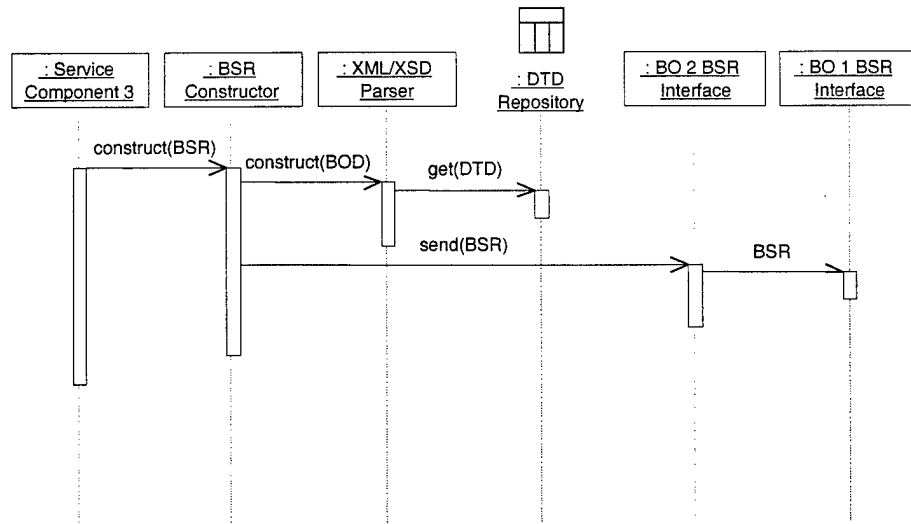 : Service
Component 3
: BSR
Constructor
: XML/XSD
Parser
: DTD
Repository
: BO 2 BSR
Interface
: BO 1 BSR
Interface
construct(BSR)
construct(BOD)
get(DTD)
send(BSR)
BSR